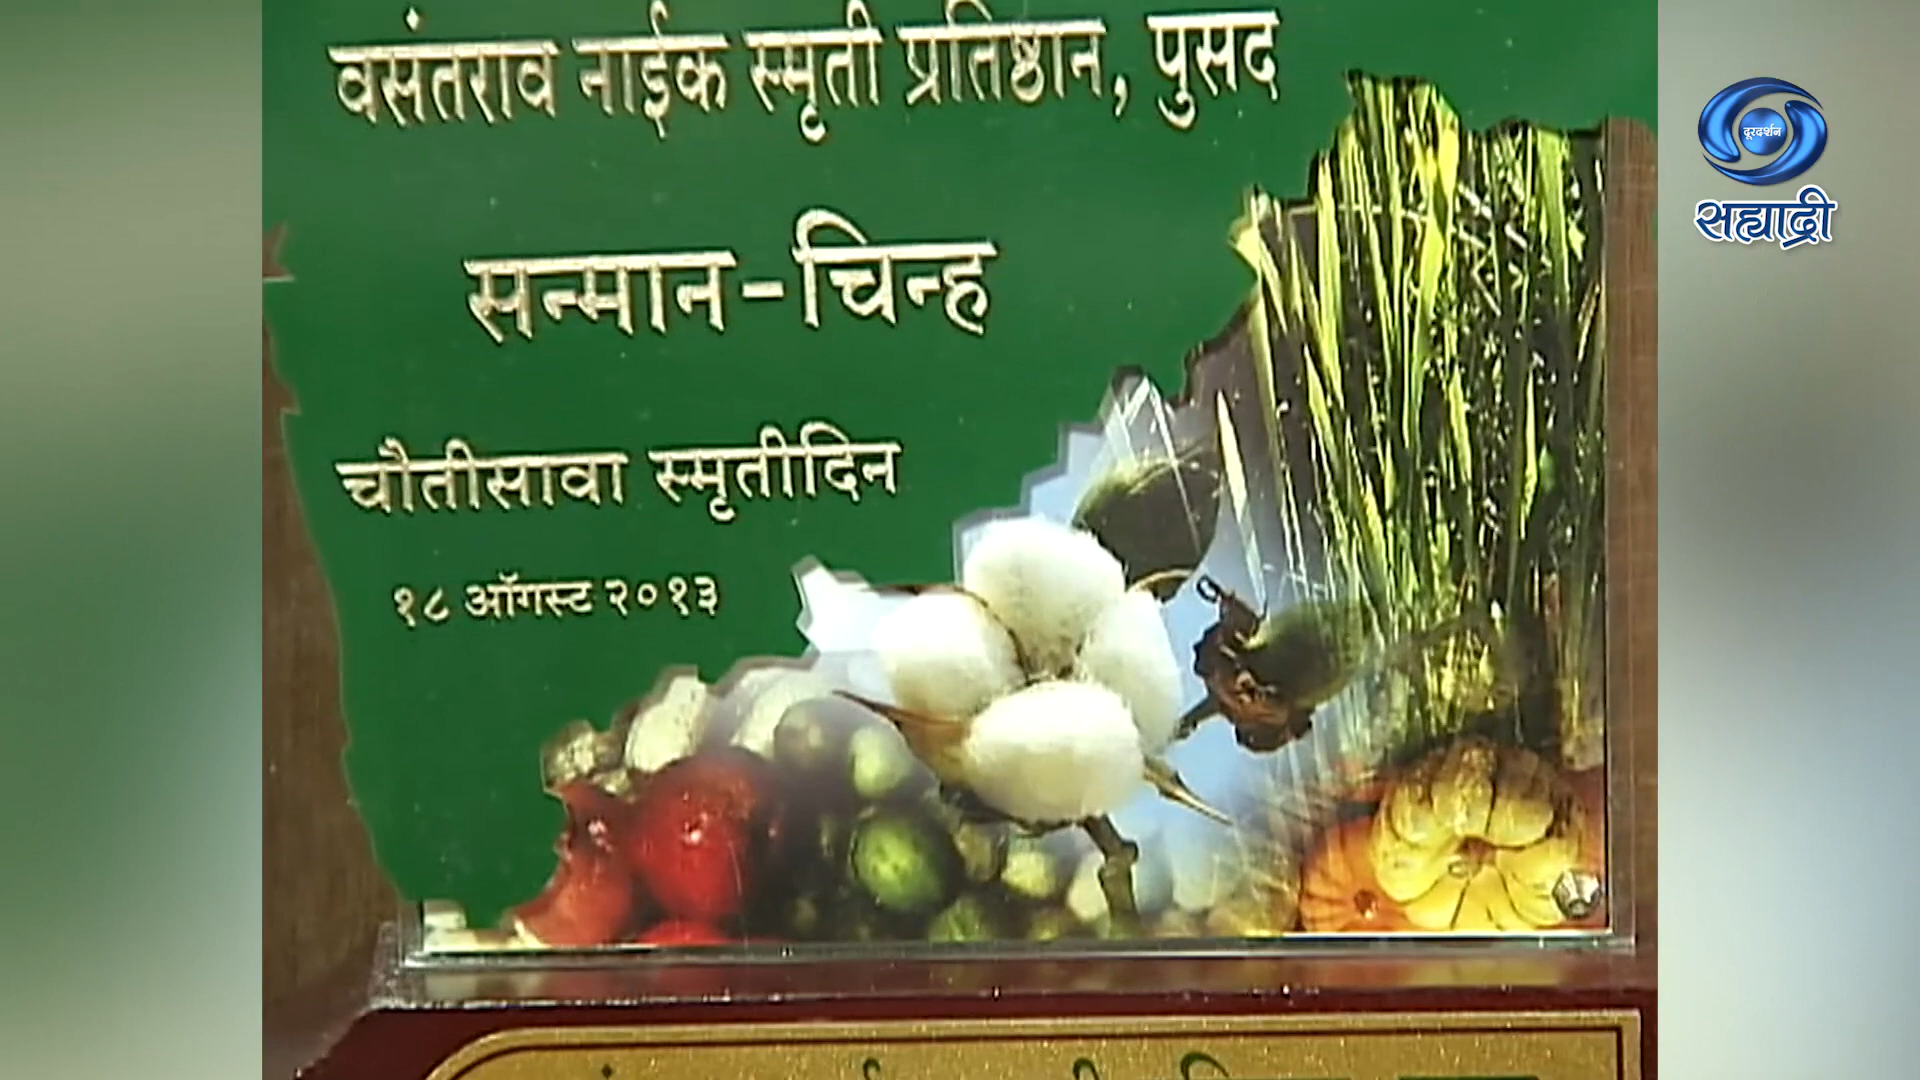 वसंतराव नाईक स्मृती प्रतिष्ठान, पुसद
सन्मान-चिन्ह
चौतीसावा स्मृतीदिन
१८ ऑगस्ट २०१३
दूरदर्शन
सह्याद्री